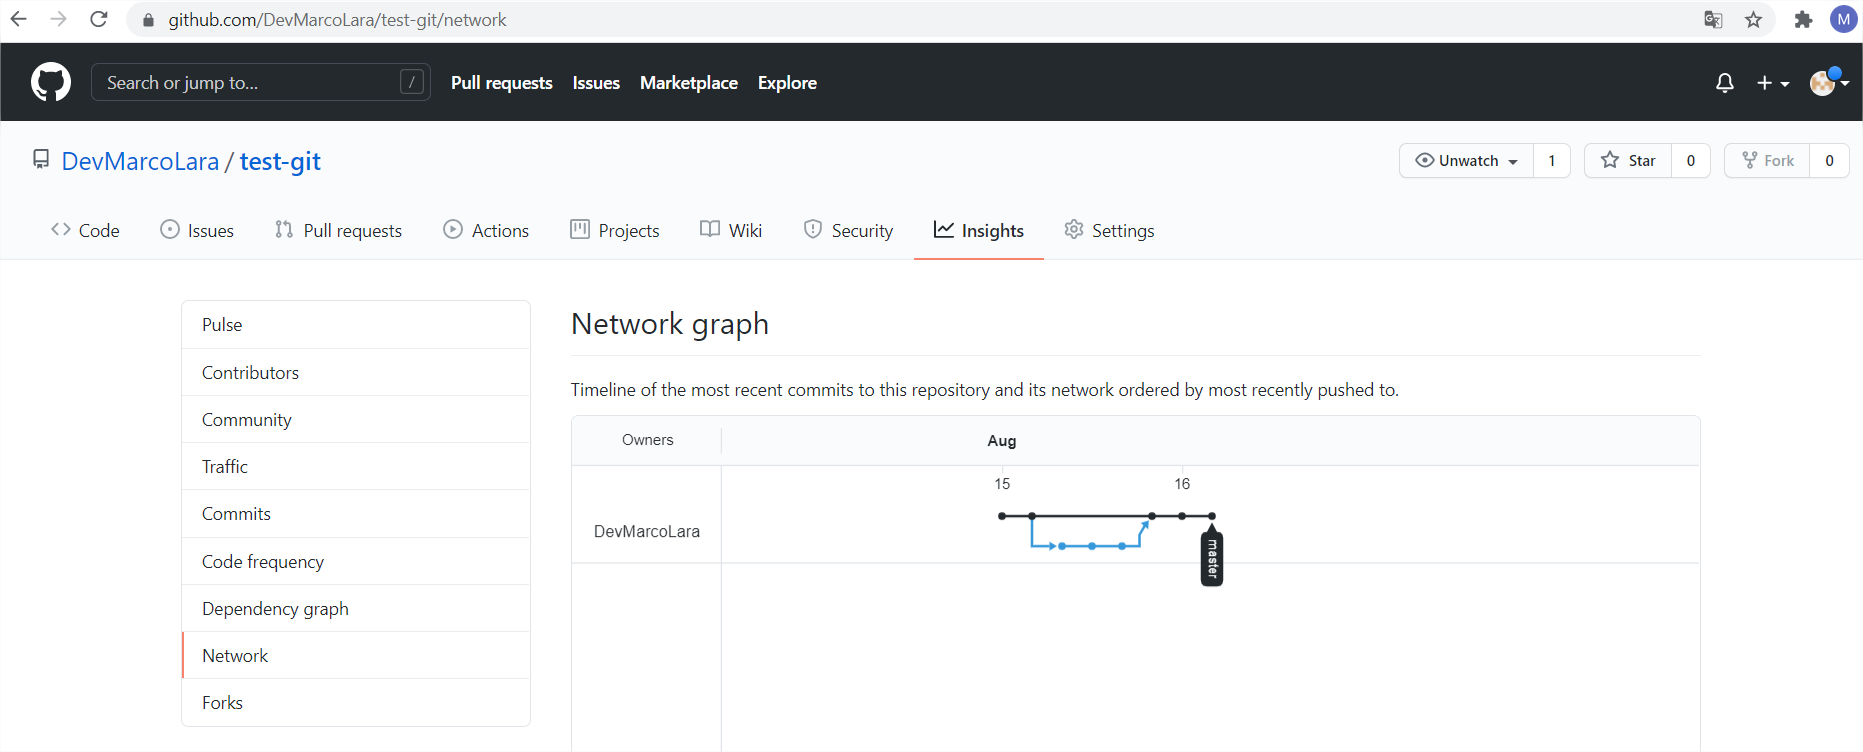 github.com/DevMarcoLara/test-git/network
M
Search or jump to... /
Pull requests Issues Marketplace Explore
DevMarcoLara / test-git
Unwatch 1 Star 0 Fork 0
Code Issues Pull requests Actions Projects Wiki Security Insights Settings
Pulse
Contributors
Community
Traffic
Commits
Code frequency
Dependency graph
Network
Forks
Network graph
Timeline of the most recent commits to this repository and its network ordered by most recently pushed to.
Owners Aug
15 16
DevMarcoLara
master